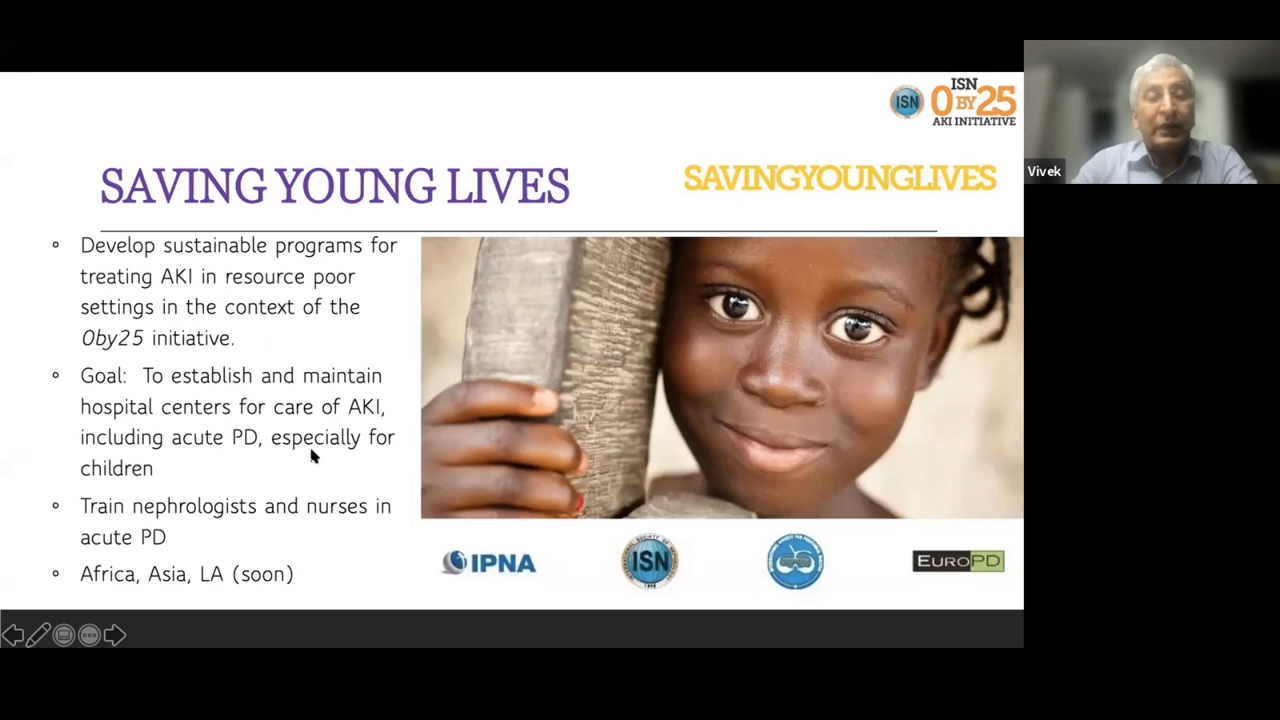 ISN
ISN
0 BY 25
AKI INITIATIVE
SAVING YOUNG LIVES
SAVINGYOUNGLIVES
Vivek
◦ Develop sustainable programs for
treating AKI in resource poor
settings in the context of the
0by25 initiative.
◦ Goal: To establish and maintain
hospital centers for care of AKI,
including acute PD, especially for
children
◦ Train nephrologists and nurses in
acute PD
◦ Africa, Asia, LA (soon)
IPNA
ISN
EUROPD